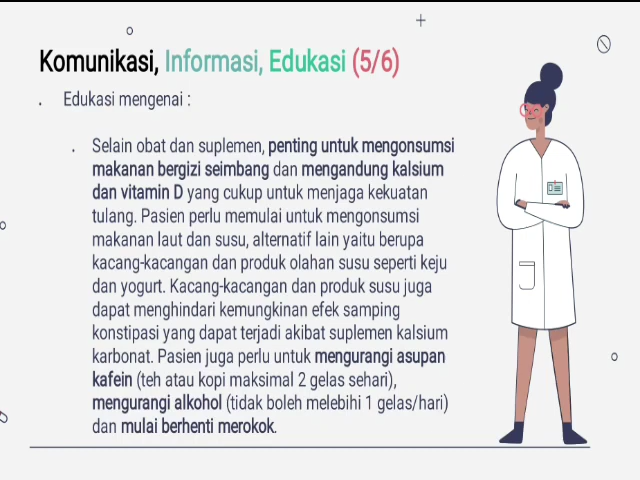 Komunikasi, Informasi, Edukasi (5/6)
Edukasi mengenai :
Selain obat dan suplemen, penting untuk mengonsumsi
makanan bergizi seimbang dan mengandung kalsium
dan vitamin D yang cukup untuk menjaga kekuatan
tulang. Pasien perlu memulai untuk mengonsumsi
makanan laut dan susu, alternatif lain yaitu berupa
kacang-kacangan dan produk olahan susu seperti keju
dan yogurt. Kacang-kacangan dan produk susu juga
dapat menghindari kemungkinan efek samping
konstipasi yang dapat terjadi akibat suplemen kalsium
karbonat. Pasien juga perlu untuk mengurangi asupan
kafein (teh atau kopi maksimal 2 gelas sehari),
mengurangi alkohol (tidak boleh melebihi 1 gelas/hari)
dan mulai berhenti merokok.